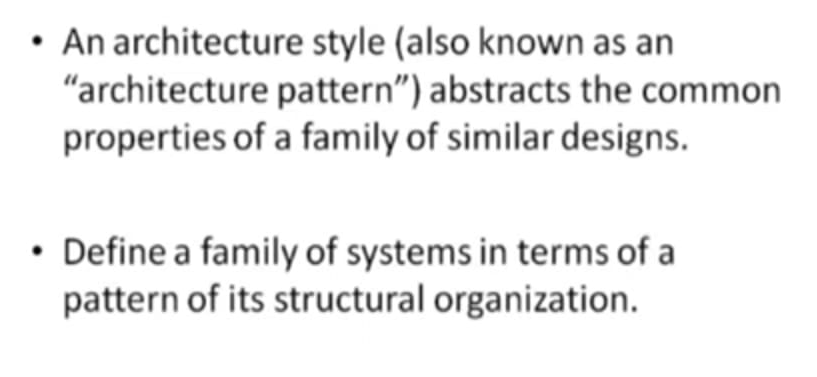 • An architecture style (also known as an
“architecture pattern”) abstracts the common
properties of a family of similar designs.
• Define a family of systems in terms of a
pattern of its structural organization.